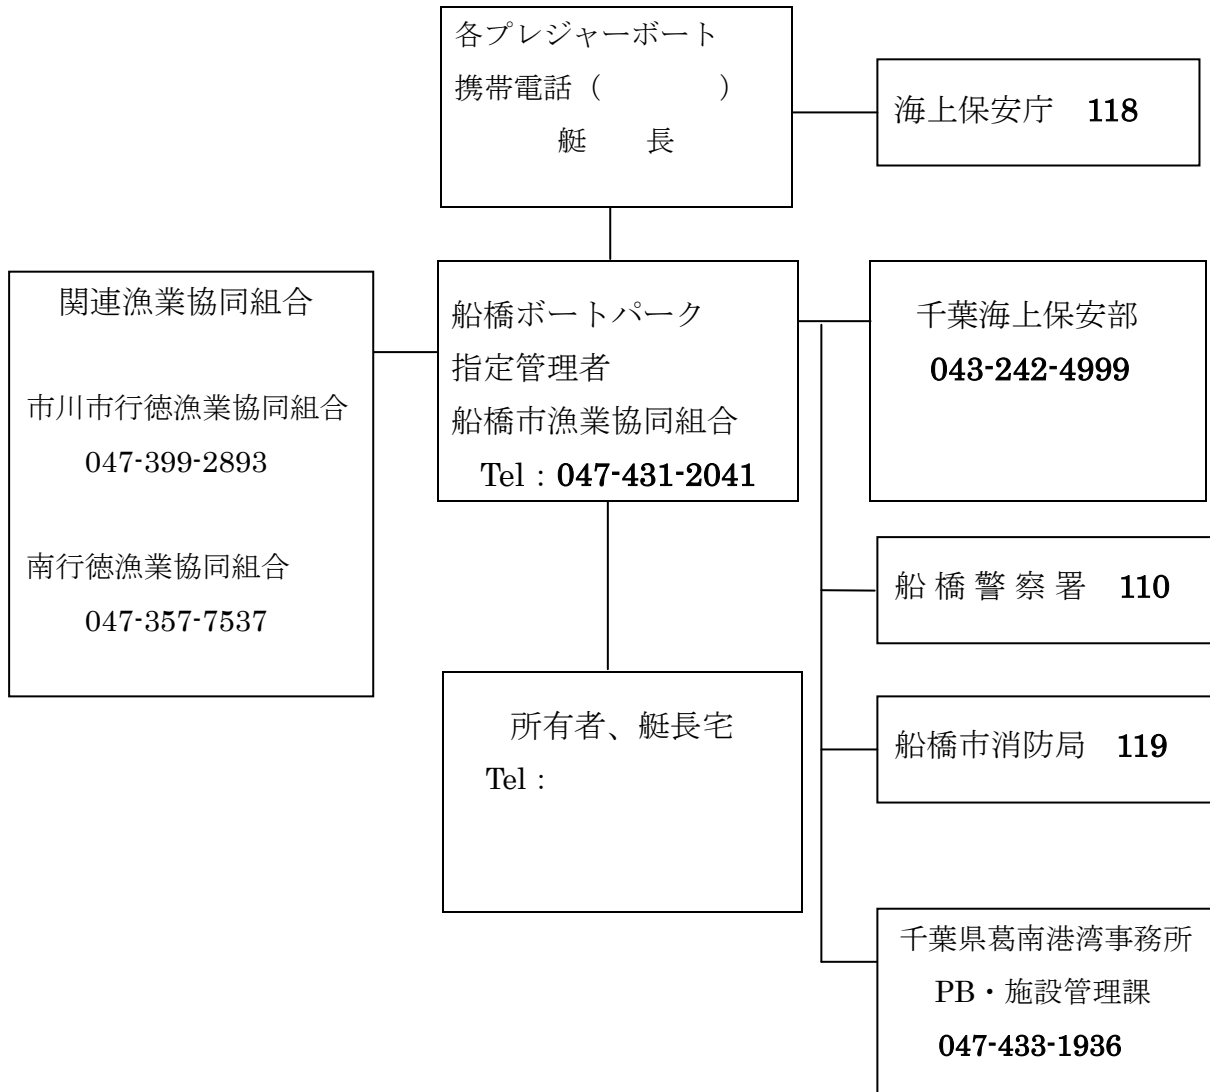 各プレジャーボート
携帯電話（　　　　）
艇　長
海上保安庁　118
関連漁業協同組合
市川市行徳漁業協同組合
047-399-2893
南行徳漁業協同組合
047-357-7537
船橋ボートパーク
指定管理者
船橋市漁業協同組合
Tel：047-431-2041
千葉海上保安部
043-242-4999
船橋警察署　110
船橋市消防局　119
所有者、艇長宅
Tel：
千葉県葛南港湾事務所
PB・施設管理課
047-433-1936